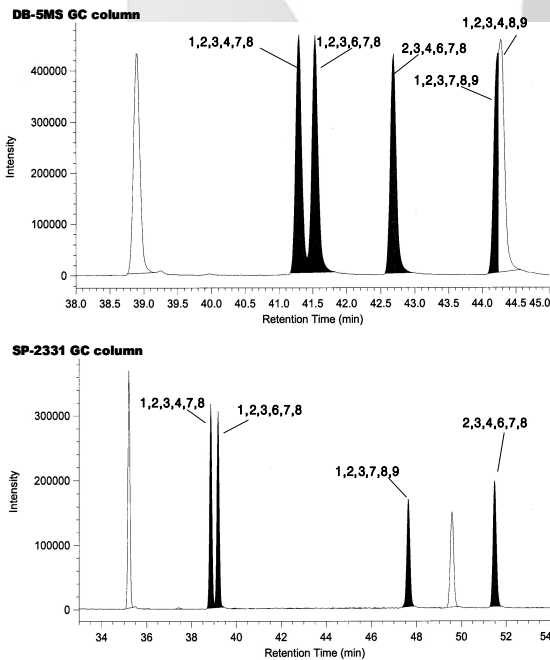 DB-5MS GC column
1,2,3,4,8,9
1,2,3,4,7,8
1,2,3,6,7,8
2,3,4,6,7,8
1,2,3,7,8,9
400000
300000
200000
100000
0
Intensity
38.0 38.5 39.5 40.0 41.0 41.5 42.0 42.5 43.0 43.5 44.0 44.5 45.0
Retention Time (min)
SP-2331 GC column
1,2,3,4,7,8
1,2,3,6,7,8
2,3,4,6,7,8
1,2,3,7,8,9
300000
200000
100000
0
Intensity
34 36 38 40 42 44 46 48 50 52 54
Retention Time (min)